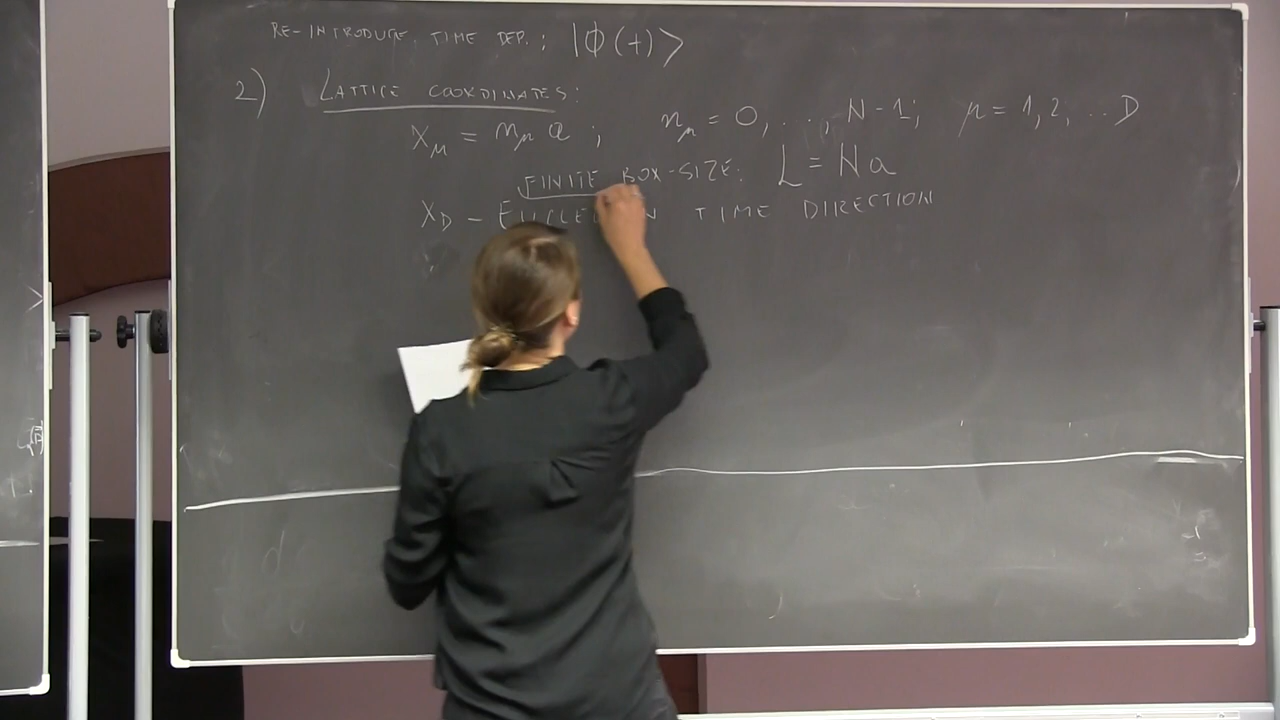 RE-INTRODUCE TIME DEP.; |ϕ(t)>
2) LATTICE COORDINATES:
x_μ = n_μ a ; n_μ = 0, ..., N-1; μ = 1,2, ... D
FINITE BOX-SIZE: L = Na
x_D - TIME DIRECTION